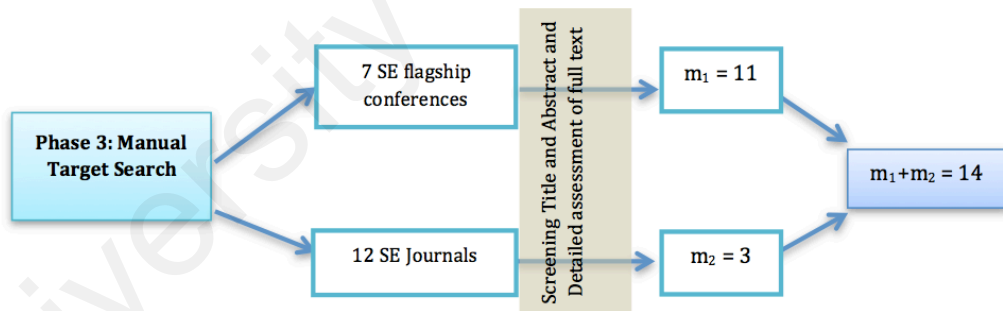 Phase 3: Manual
Target Search
7 SE flagship
conferences
12 SE Journals
Screening Title and Abstract and
Detailed assessment of full text
m₁ = 11
m₂ = 3
m₁+m₂ = 14